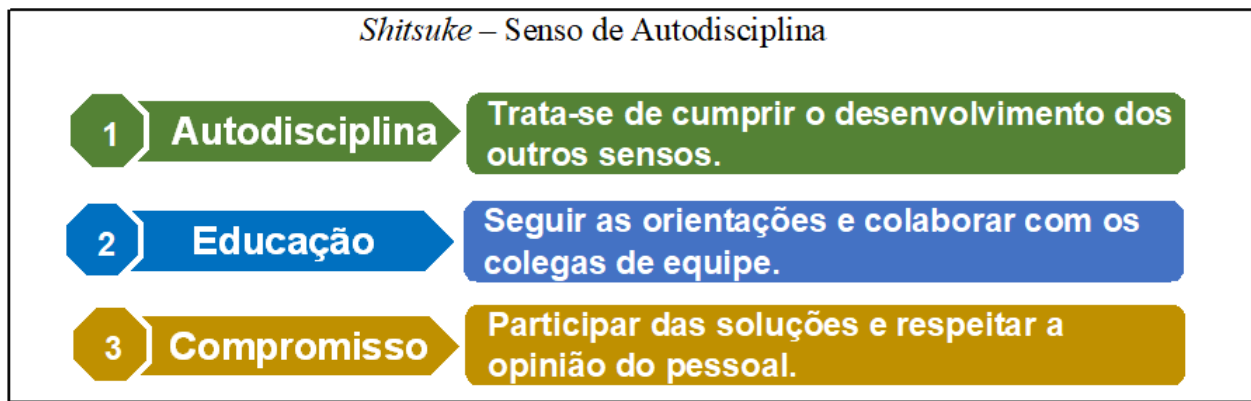 Shitsuke – Senso de Autodisciplina
1 Autodisciplina
Trata-se de cumprir o desenvolvimento dos
outros sensos.
2 Educação
Seguir as orientações e colaborar com os
colegas de equipe.
3 Compromisso
Participar das soluções e respeitar a
opinião do pessoal.